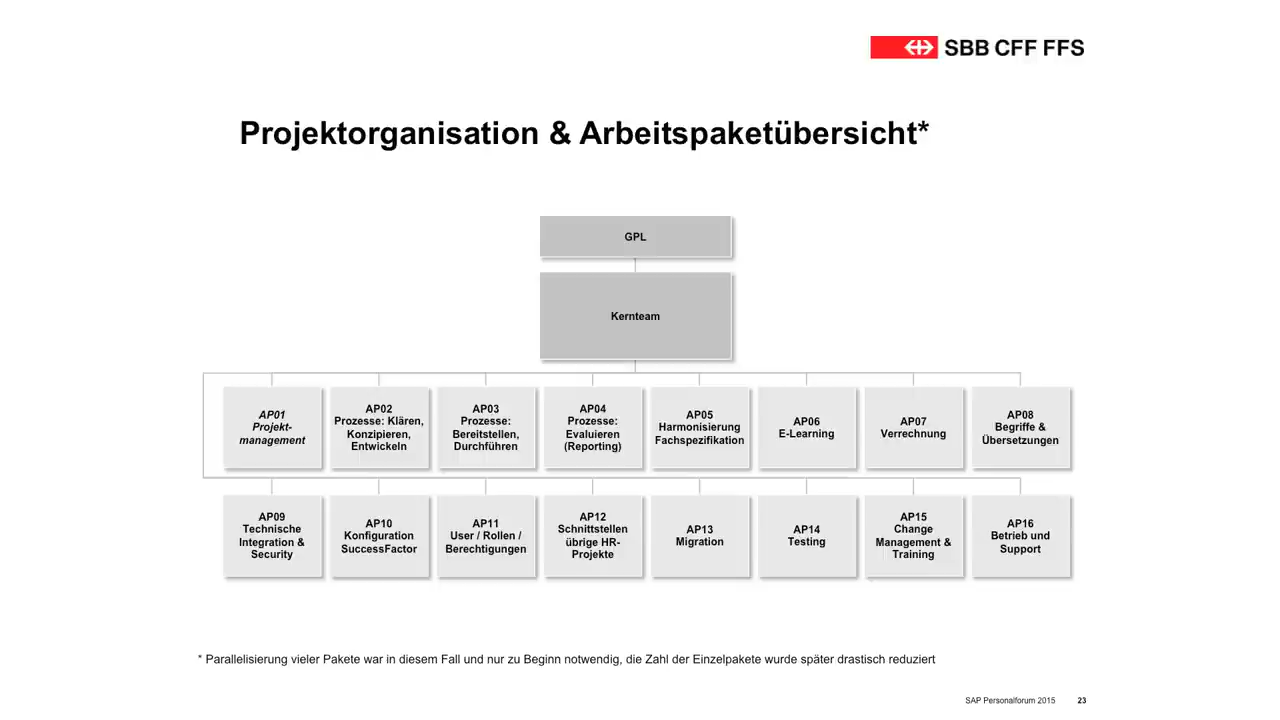 SBB CFF FFS
Projektorganisation & Arbeitspaketübersicht*
GPL
Kernteam
AP01
Projekt-
management
AP02
Prozesse: Klären,
Konzipieren,
Entwickeln
AP03
Prozesse:
Bereitstellen,
Durchführen
AP04
Prozesse:
Evaluieren
(Reporting)
AP05
Harmonisierung
Fachspezifikation
AP06
E-Learning
AP07
Verrechnung
AP08
Begriffe &
Übersetzungen
AP09
Technische
Integration &
Security
AP10
Konfiguration
SuccessFactor
AP11
User / Rollen /
Berechtigungen
AP12
Schnittstellen
übrige HR-
Projekte
AP13
Migration
AP14
Testing
AP15
Change
Management &
Training
AP16
Betrieb und
Support
* Parallelisierung vieler Pakete war in diesem Fall und nur zu Beginn notwendig, die Zahl der Einzelpakete wurde später drastisch reduziert
SAP Personalforum 2015 23